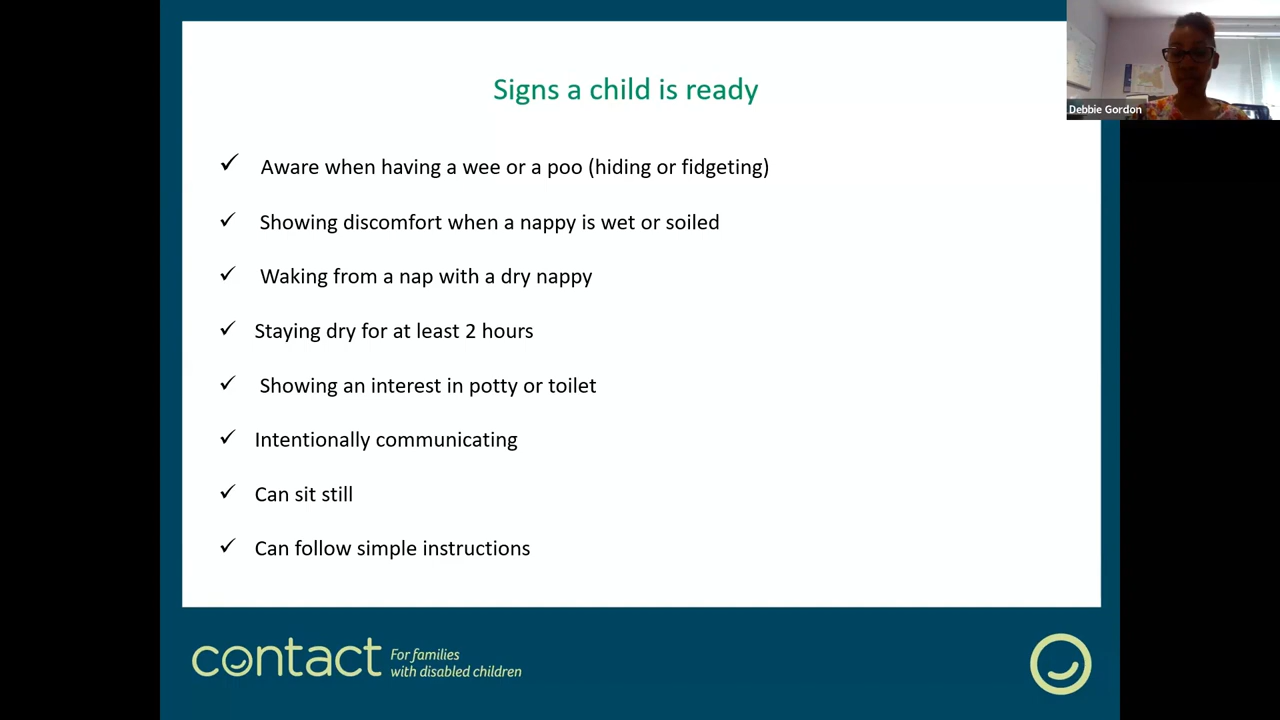 Signs a child is ready
Debbie Gordon
✓ Aware when having a wee or a poo (hiding or fidgeting)
✓ Showing discomfort when a nappy is wet or soiled
✓ Waking from a nap with a dry nappy
✓ Staying dry for at least 2 hours
✓ Showing an interest in potty or toilet
✓ Intentionally communicating
✓ Can sit still
✓ Can follow simple instructions
contact
For families
with disabled children